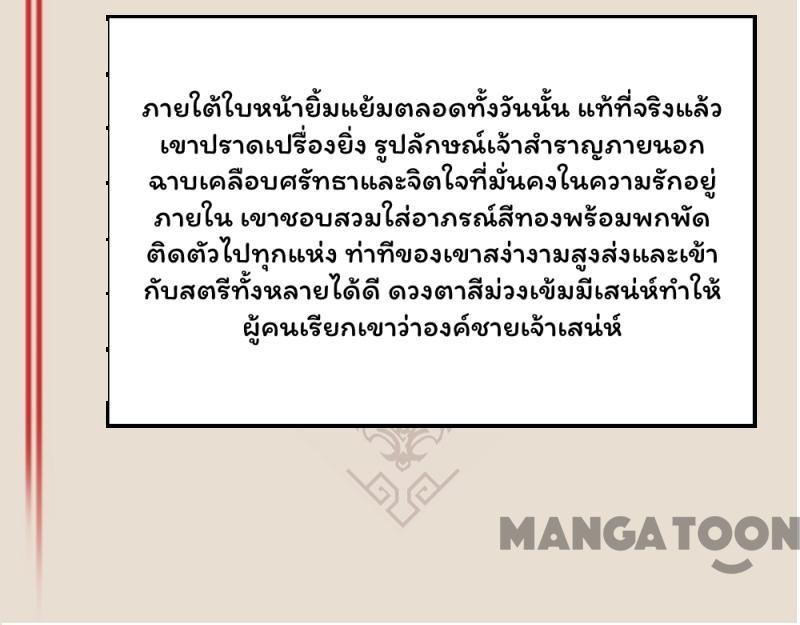 ภายใต้ใบหน้ายิ้มแย้มตลอดทั้งวันนั้น แท้ที่จริงแล้ว
เขาปราดเปรื่องยิ่ง รูปลักษณ์เจ้าสำราญภายนอก
ฉาบเคลือบศรัทธาและจิตใจที่มั่นคงในความรักอยู่
ภายใน เขาชอบสวมใส่อาภรณ์สีทองพร้อมพกพัด
ติดตัวไปทุกแห่ง ท่าทีของเขาสง่างามสูงส่งและเข้า
กับสตรีทั้งหลายได้ดี ดวงตาสีม่วงเข้มมีเสน่ห์ทำให้
ผู้คนเรียกเขาว่าองค์ชายเจ้าเสน่ห์
MANGA TOON